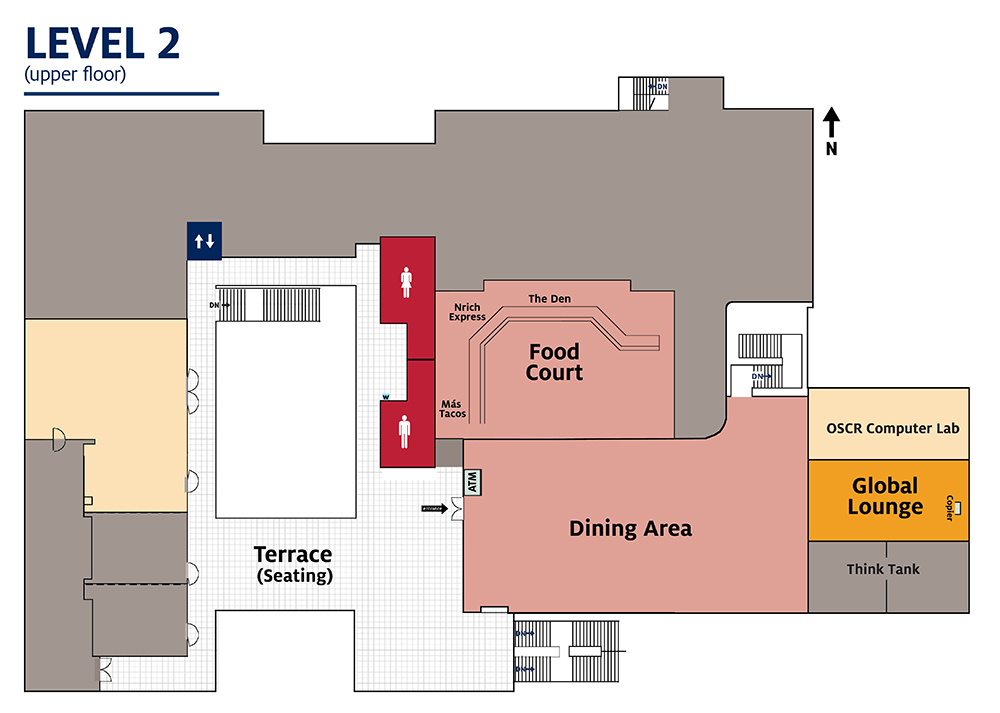 LEVEL 2
(upper floor)
DN
N
DN
Nrich
Express
The Den
Food
Court
DN
W
Más
Tacos
OSCR Computer Lab
ATM
Global
Lounge
Copier
Dining Area
Terrace
(Seating)
Think Tank
DN
DN